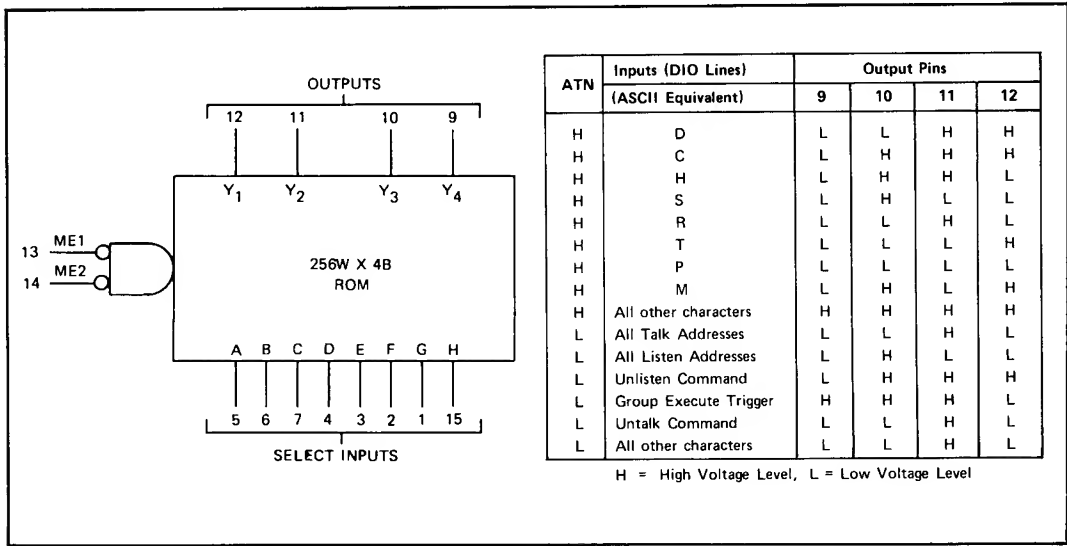 OUTPUTS
12 11 10 9
Y1 Y2 Y3 Y4
13 ME1
14 ME2
256W X 4B
ROM
A B C D E F G H
5 6 7 4 3 2 1 15
SELECT INPUTS
ATN Inputs (DIO Lines) Output Pins
(ASCII Equivalent) 9 10 11 12
H D L L H H
H C L H H H
H H L H H L
H S L H L L
H R L L H L
H T L L L H
H P L L L L
H M L H L H
H All other characters H H H H
L All Talk Addresses L L H L
L All Listen Addresses L H L L
L Unlisten Command L H H H
L Group Execute Trigger H H H L
L Untalk Command L L H L
L All other characters L L H L
H = High Voltage Level, L = Low Voltage Level